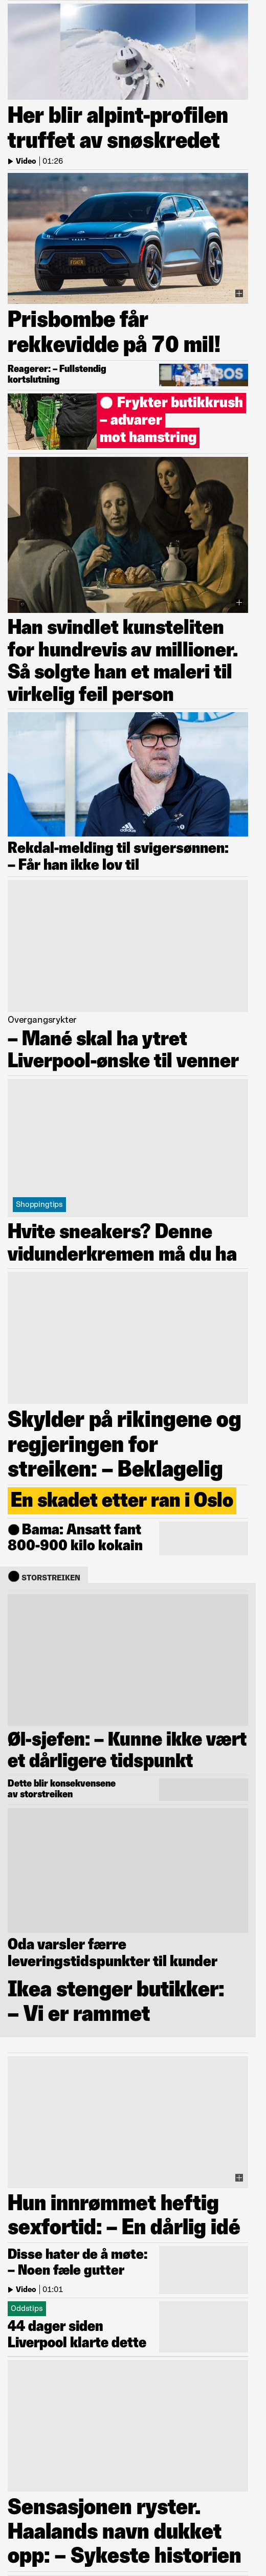 Her blir alpint-profilen
truffet av snøskredet
Video | 01:26
FISKER
Prisbombe får
rekkevidde på 70 mil!
Reagerer: – Fullstendig
kortslutning
BOS
Frykter butikkrush
– advarer
mot hamstring
Han svindlet kunsteliten
for hundrevis av millioner.
Så solgte han et maleri til
virkelig feil person
adidas
Rekdal-melding til svigersønnen:
– Får han ikke lov til
Overgangsrykter
– Mané skal ha ytret
Liverpool-ønske til venner
Shoppingtips
Hvite sneakers? Denne
vidunderkremen må du ha
Skylder på rikingene og
regjeringen for
streiken: – Beklagelig
En skadet etter ran i Oslo
Bama: Ansatt fant
800-900 kilo kokain
STORSTREIKEN
Øl-sjefen: – Kunne ikke vært
et dårligere tidspunkt
Dette blir konsekvensene
av storstreiken
Oda varsler færre
leveringstidspunkter til kunder
Ikea stenger butikker:
– Vi er rammet
Hun innrømmet heftig
sexfortid: – En dårlig idé
Disse hater de å møte:
– Noen fæle gutter
Video | 01:01
Oddstips
44 dager siden
Liverpool klarte dette
Sensasjonen ryster.
Haalands navn dukket
opp: – Sykeste historien